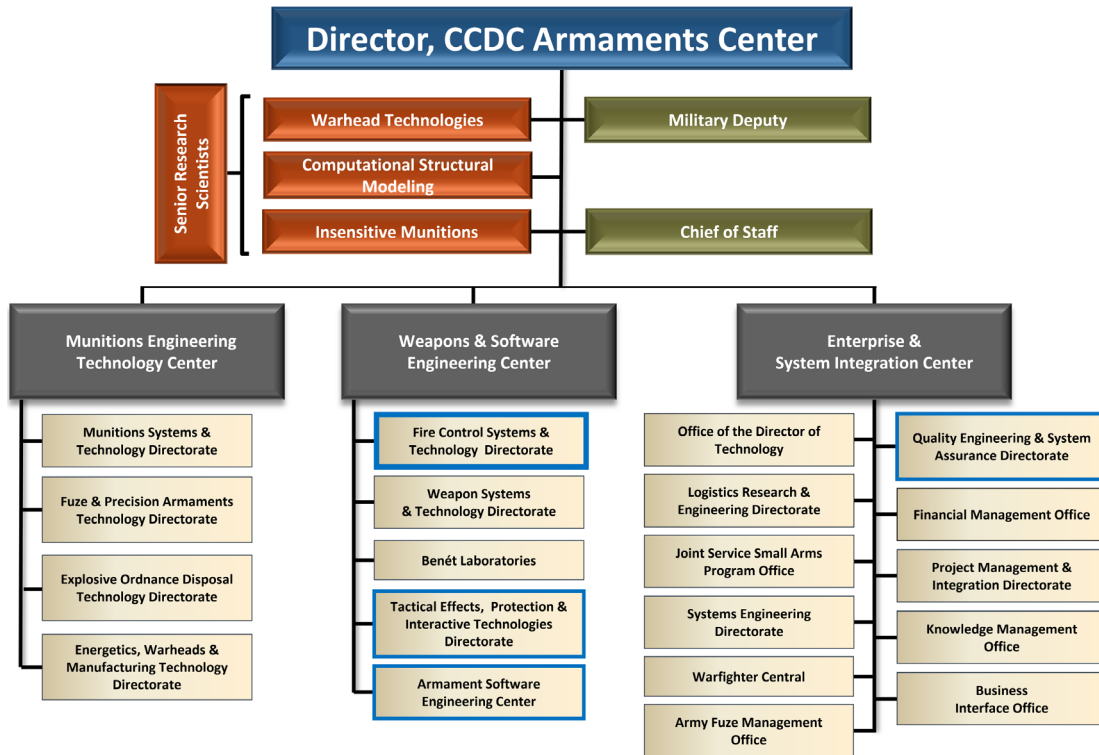 Director, CCDC Armaments Center
Senior Research
Scientists
Warhead Technologies
Military Deputy
Computational Structural
Modeling
Insensitive Munitions
Chief of Staff
Munitions Engineering
Technology Center
Munitions Systems &
Technology Directorate
Fuze & Precision Armaments
Technology Directorate
Explosive Ordnance Disposal
Technology Directorate
Energetics, Warheads &
Manufacturing Technology
Directorate
Weapons & Software
Engineering Center
Fire Control Systems &
Technology Directorate
Weapon Systems
& Technology Directorate
Benét Laboratories
Tactical Effects, Protection &
Interactive Technologies
Directorate
Armament Software
Engineering Center
Enterprise &
System Integration Center
Office of the Director of
Technology
Logistics Research &
Engineering Directorate
Joint Service Small Arms
Program Office
Systems Engineering
Directorate
Warfighter Central
Army Fuze Management
Office
Quality Engineering & System
Assurance Directorate
Financial Management Office
Project Management &
Integration Directorate
Knowledge Management
Office
Business
Interface Office